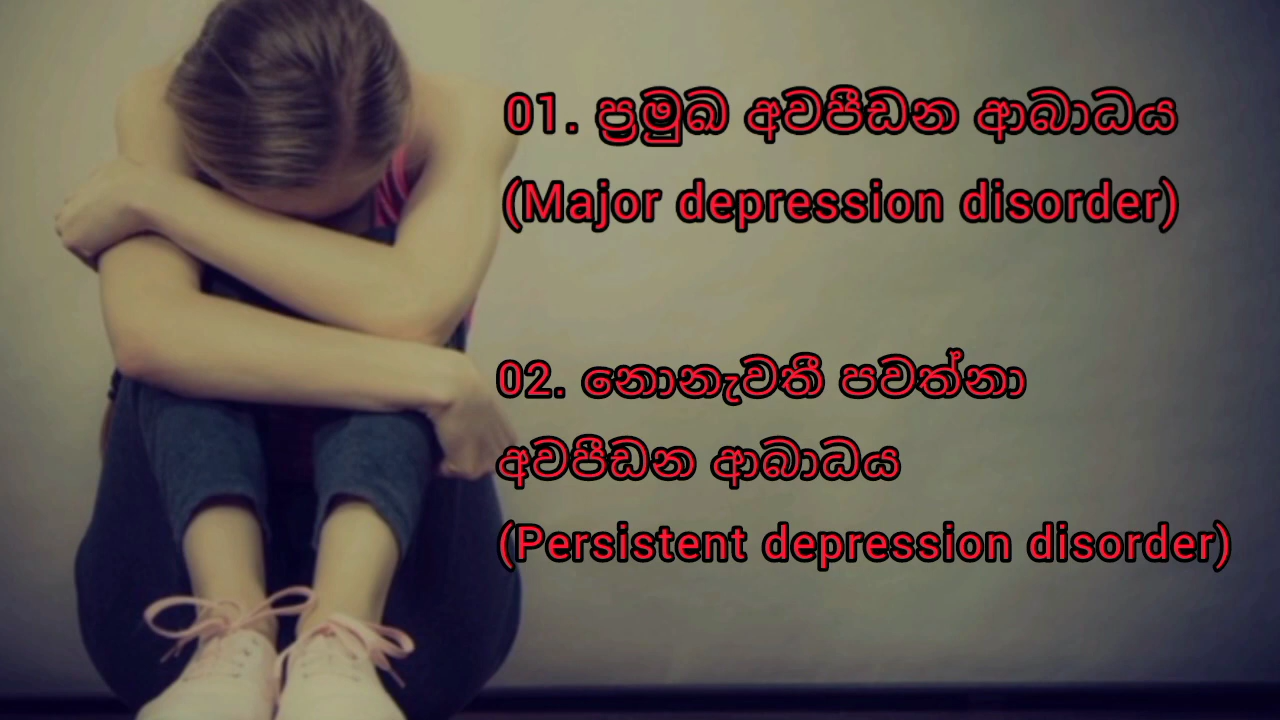 01. ප්‍රමුඛ අවපීඩන ආබාධය
(Major depression disorder)
02. නොනැවතී පවත්නා
අවපීඩන ආබාධය
(Persistent depression disorder)